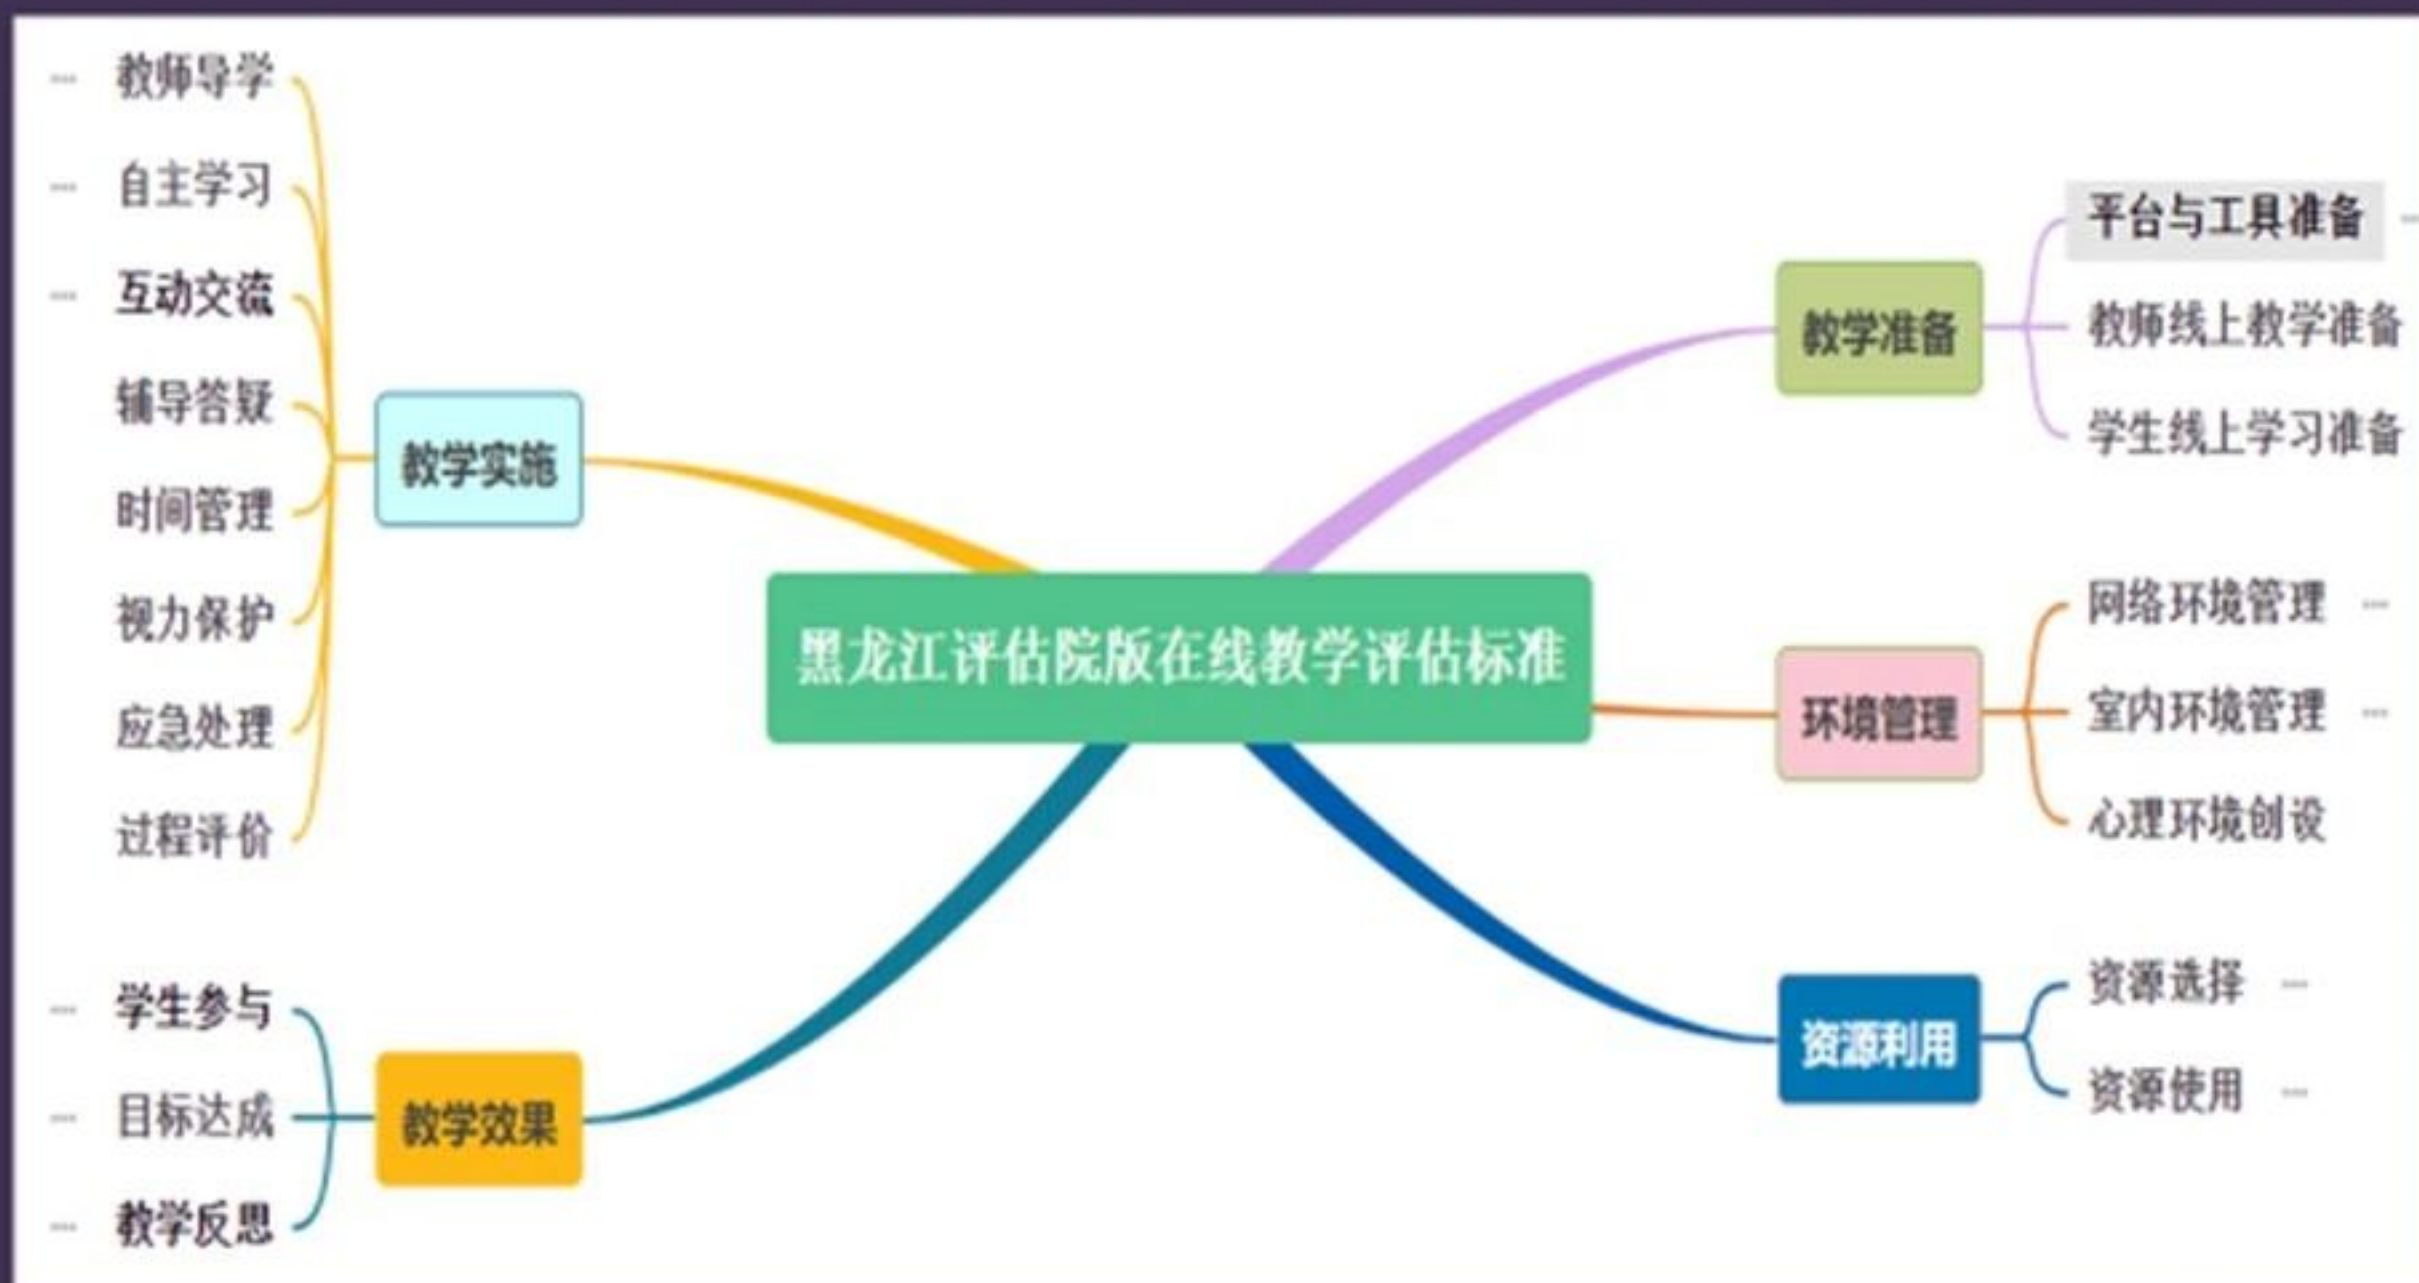 教师导学
自主学习
互动交流
辅导答疑
时间管理
视力保护
应急处理
过程评价
教学实施
学生参与
目标达成
教学反思
教学效果
黑龙江评估院版在线教学评估标准
教学准备
平台与工具准备
教师线上教学准备
学生线上学习准备
环境管理
网络环境管理
室内环境管理
心理环境创设
资源利用
资源选择
资源使用